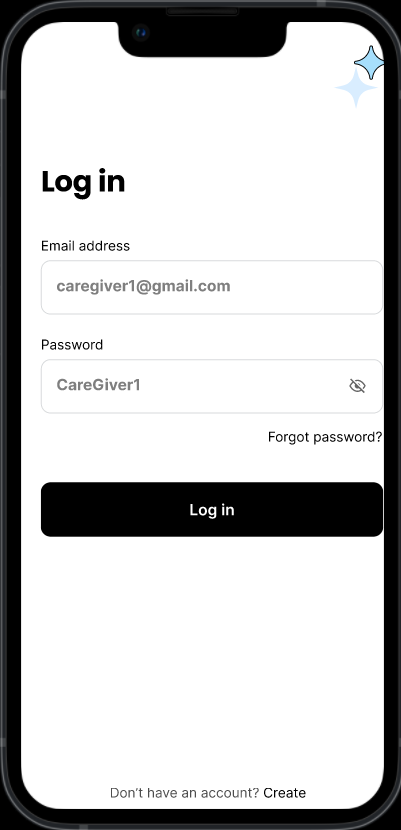 Log in
Email address
caregiver1@gmail.com
Password
CareGiver1
Forgot password?
Log in
Don't have an account? Create